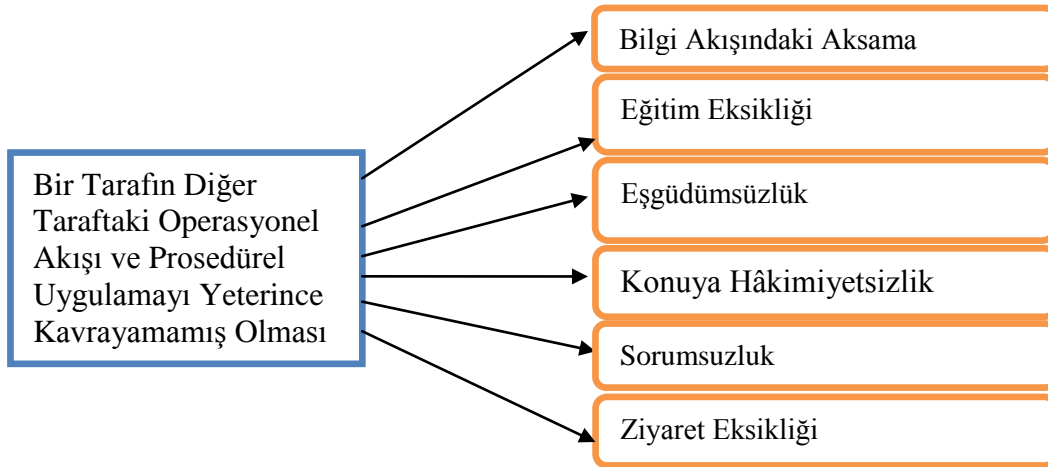 Bir Tarafın Diğer
Taraftaki Operasyonel
Akışı ve Prosedürel
Uygulamayı Yeterince
Kavrayamamış Olması
Bilgi Akışındaki Aksama
Eğitim Eksikliği
Eşgüdümsüzlük
Konuya Hâkimiyetsizlik
Sorumsuzluk
Ziyaret Eksikliği